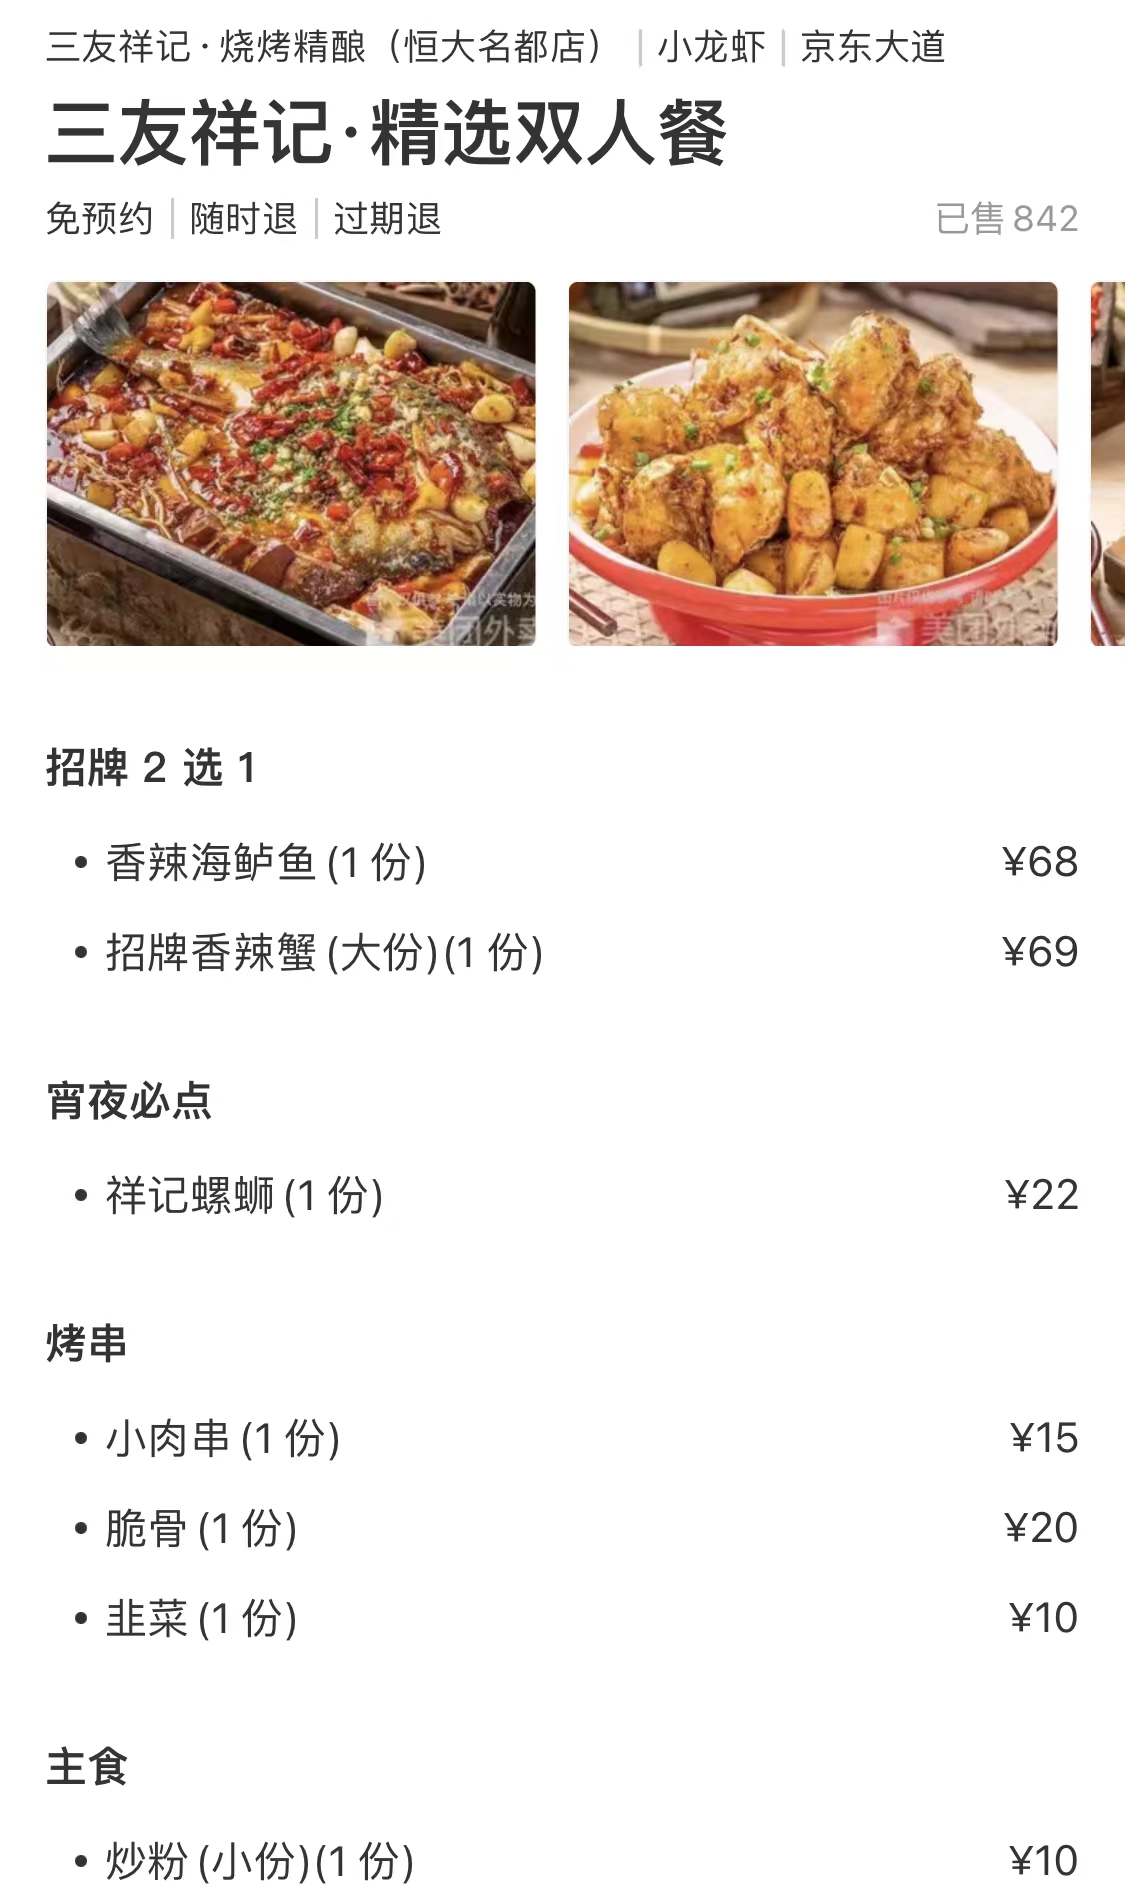 三友祥记·烧烤精酿（恒大名都店）｜小龙虾｜京东大道
三友祥记·精选双人餐
免预约｜随时退｜过期退
已售 842
美团外卖
美团外
招牌 2 选 1
• 香辣海鲈鱼 (1 份) ¥68
• 招牌香辣蟹 (大份) (1 份) ¥69
宵夜必点
• 祥记螺蛳 (1 份) ¥22
烤串
• 小肉串 (1 份) ¥15
• 脆骨 (1 份) ¥20
• 韭菜 (1 份) ¥10
主食
• 炒粉 (小份) (1 份) ¥10